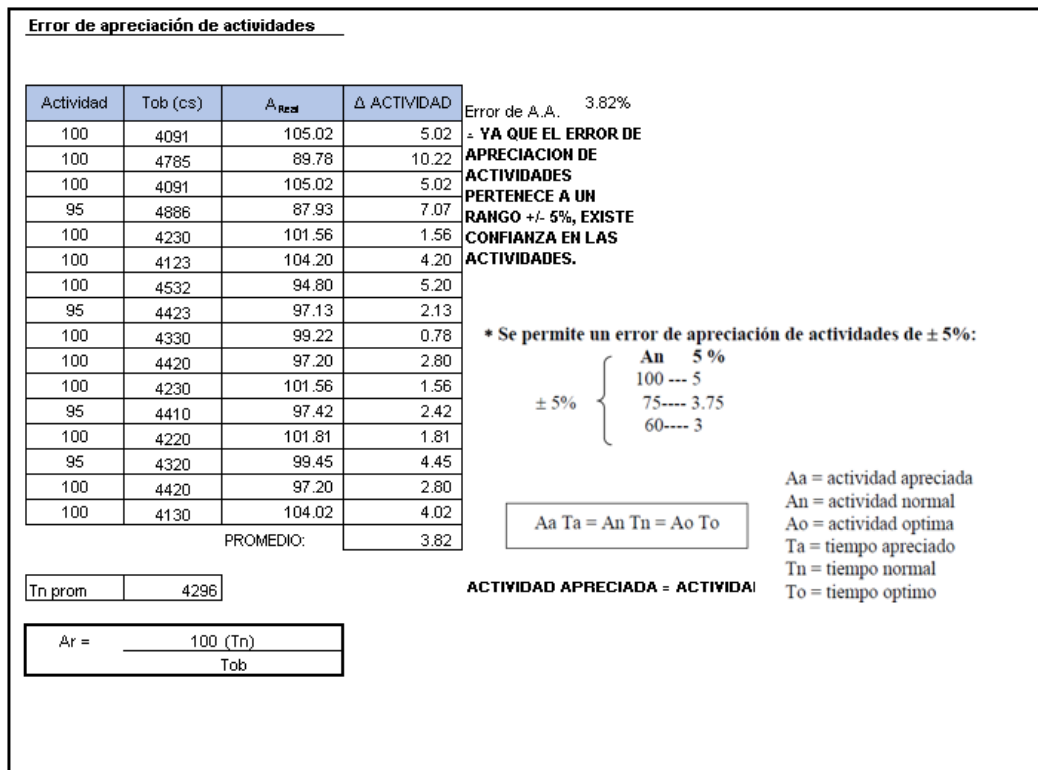 Error de apreciación de actividades
Actividad Tob (cs) A Real Δ ACTIVIDAD
100 4091 105.02 5.02
100 4785 89.78 10.22
100 4091 105.02 5.02
95 4886 87.93 7.07
100 4230 101.56 1.56
100 4123 104.20 4.20
100 4532 94.80 5.20
95 4423 97.13 2.13
100 4330 99.22 0.78
100 4420 97.20 2.80
100 4230 101.56 1.56
95 4410 97.42 2.42
100 4220 101.81 1.81
95 4320 99.45 4.45
100 4420 97.20 2.80
100 4130 104.02 4.02
PROMEDIO: 3.82
Tn prom 4296
Ar = 100 (Tn)
Tob
Error de A.A. 3.82%
∴ YA QUE EL ERROR DE
APRECIACION DE
ACTIVIDADES
PERTENECE A UN
RANGO +/- 5%, EXISTE
CONFIANZA EN LAS
ACTIVIDADES.
* Se permite un error de apreciación de actividades de ± 5%:
An 5 %
100 --- 5
± 5% 75---- 3.75
60---- 3
Aa Ta = An Tn = Ao To
Aa = actividad apreciada
An = actividad normal
Ao = actividad optima
Ta = tiempo apreciado
Tn = tiempo normal
To = tiempo optimo
ACTIVIDAD APRECIADA = ACTIVIDA